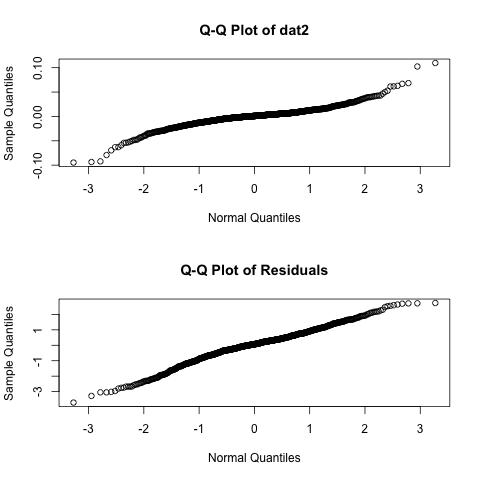 Q-Q Plot of dat2
Sample Quantiles
0.10
0.00
-0.10
-3 -2 -1 0 1 2 3
Normal Quantiles
Q-Q Plot of Residuals
Sample Quantiles
1
-1
-3
-3 -2 -1 0 1 2 3
Normal Quantiles